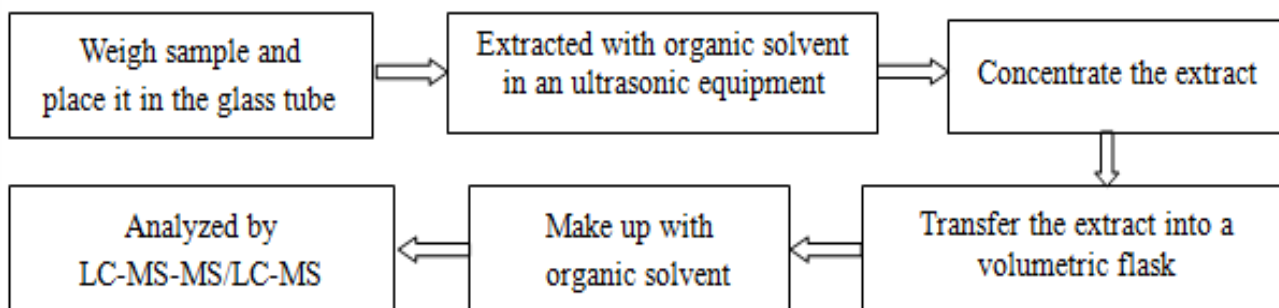 Weigh sample and
place it in the glass tube
Extracted with organic solvent
in an ultrasonic equipment
Concentrate the extract
Transfer the extract into a
volumetric flask
Make up with
organic solvent
Analyzed by
LC-MS-MS/LC-MS